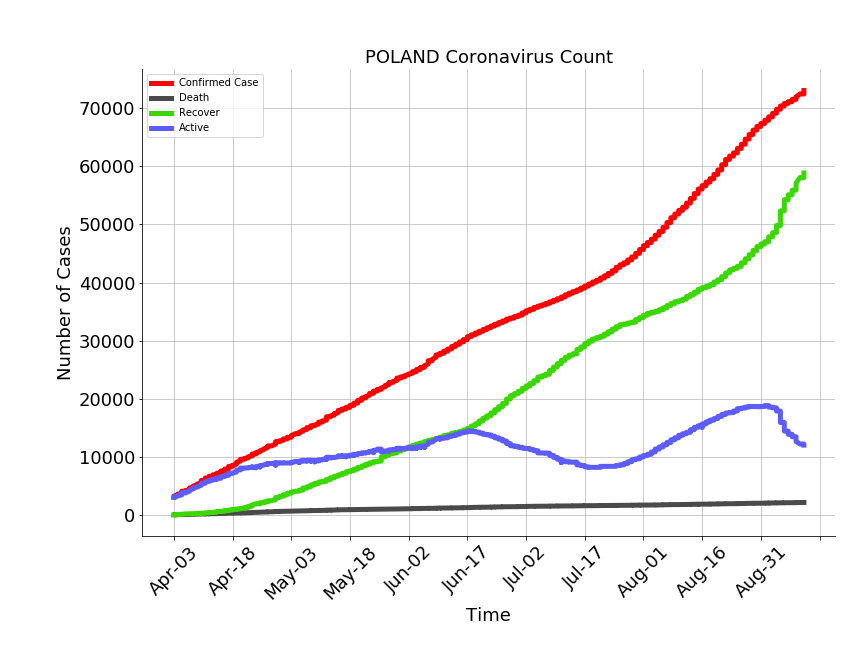 POLAND Coronavirus Count
Confirmed Case
Death
Recover
Active
Number of Cases
70000
60000
50000
40000
30000
20000
10000
0
Apr-03
Apr-18
May-03
May-18
Jun-02
Jun-17
Jul-02
Jul-17
Aug-01
Aug-16
Aug-31
Time